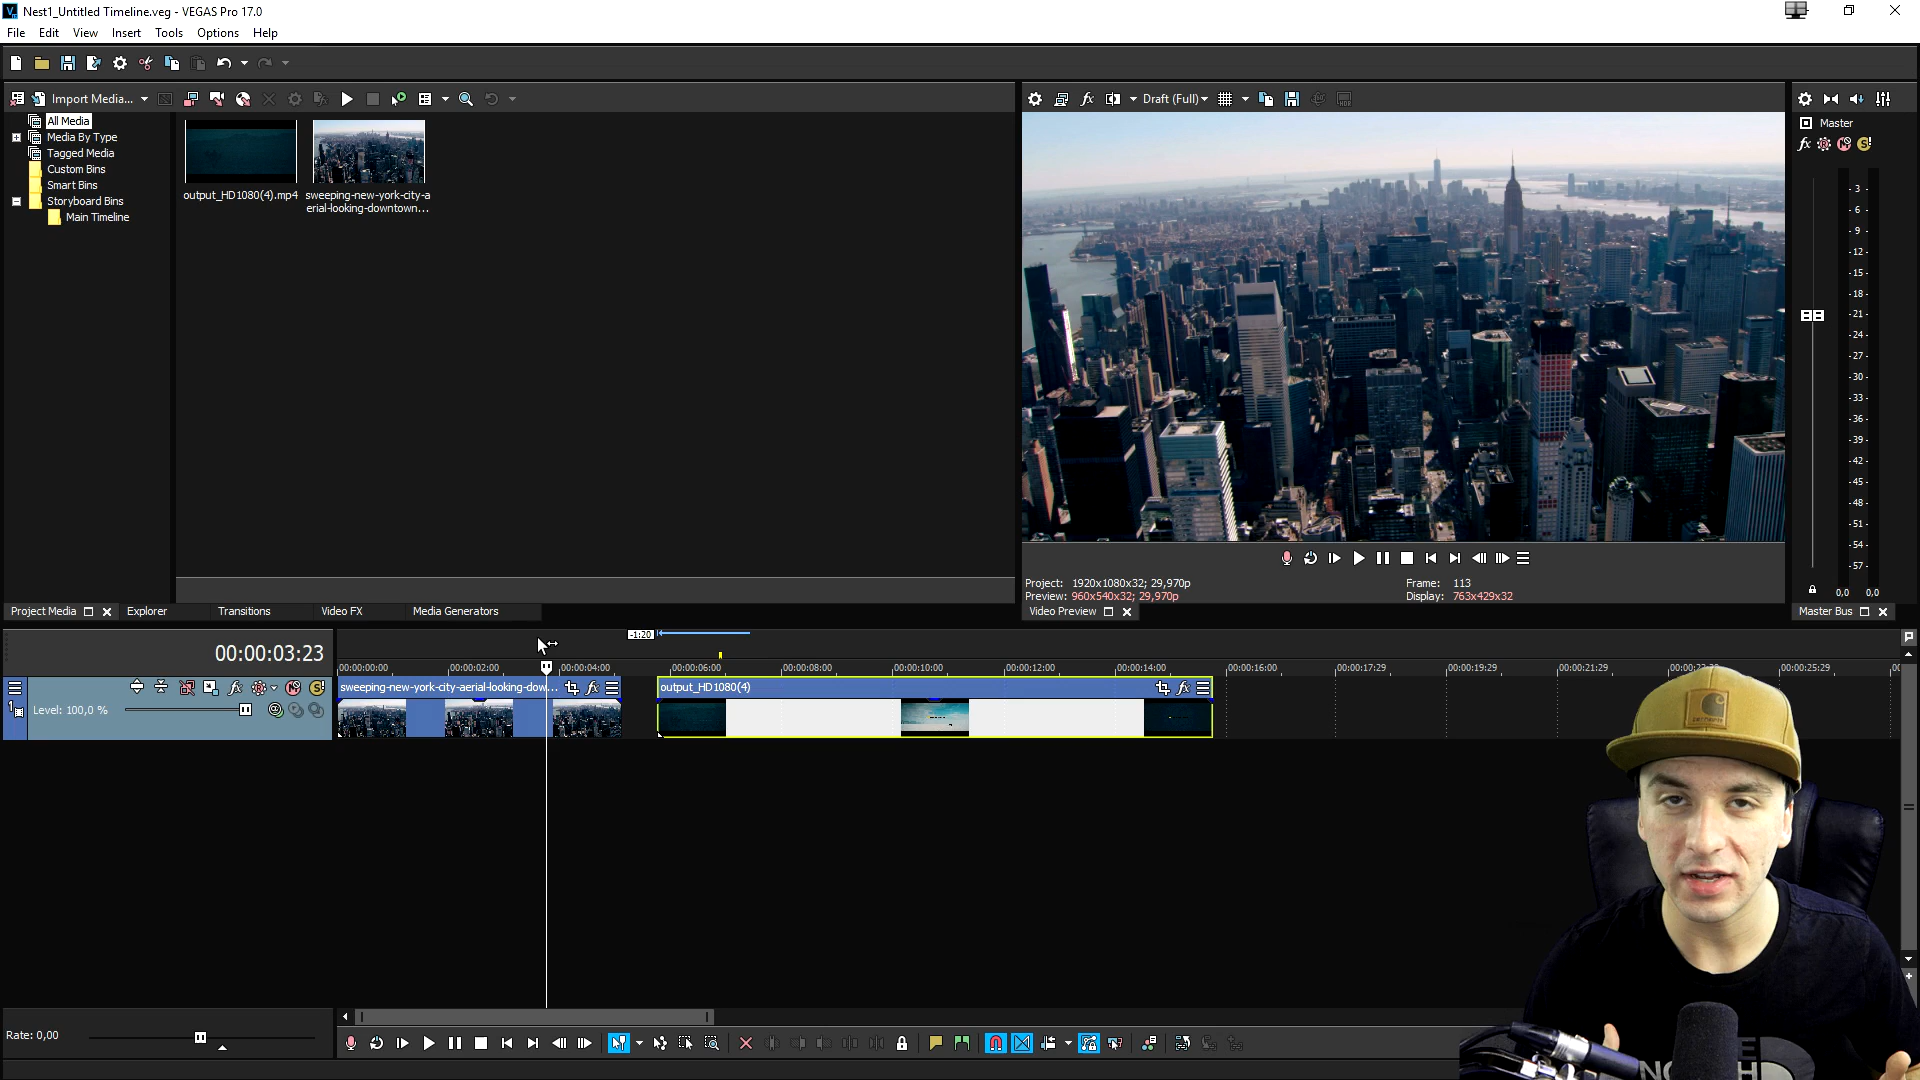 Nest1_Untitled Timeline.veg - VEGAS Pro 17.0
File Edit View Insert Tools Options Help
Import Media...
Draft (Full)
All Media
Media By Type
Tagged Media
Custom Bins
Smart Bins
Storyboard Bins
Main Timeline
output_HD1080(4).mp4
sweeping-new-york-city-a
erial-looking-downtown...
Master
3
6
9
-12-
-15-
-18-
-21-
-24-
-27-
-30-
-33-
-36-
-39-
-42-
-45-
-48-
-51-
-54-
-57-
0,0 0,0
Project: 1920x1080x32; 29,970p
Preview: 960x540x32; 29,970p
Frame: 113
Display: 763x429x32
Project Media Explorer Transitions Video FX Media Generators
Video Preview
Master Bus
00:00:03:23
-1:20
00:00:00:00 00:00:02:00 00:00:04:00 00:00:06:00 00:00:08:00 00:00:10:00 00:00:12:00 00:00:14:00 00:00:16:00 00:00:17:29 00:00:19:29 00:00:21:29 00:00:25:29
Level: 100,0 %
sweeping-new-york-city-aerial-looking-dow...
output_HD1080(4)
Rate: 0,00
carhartt